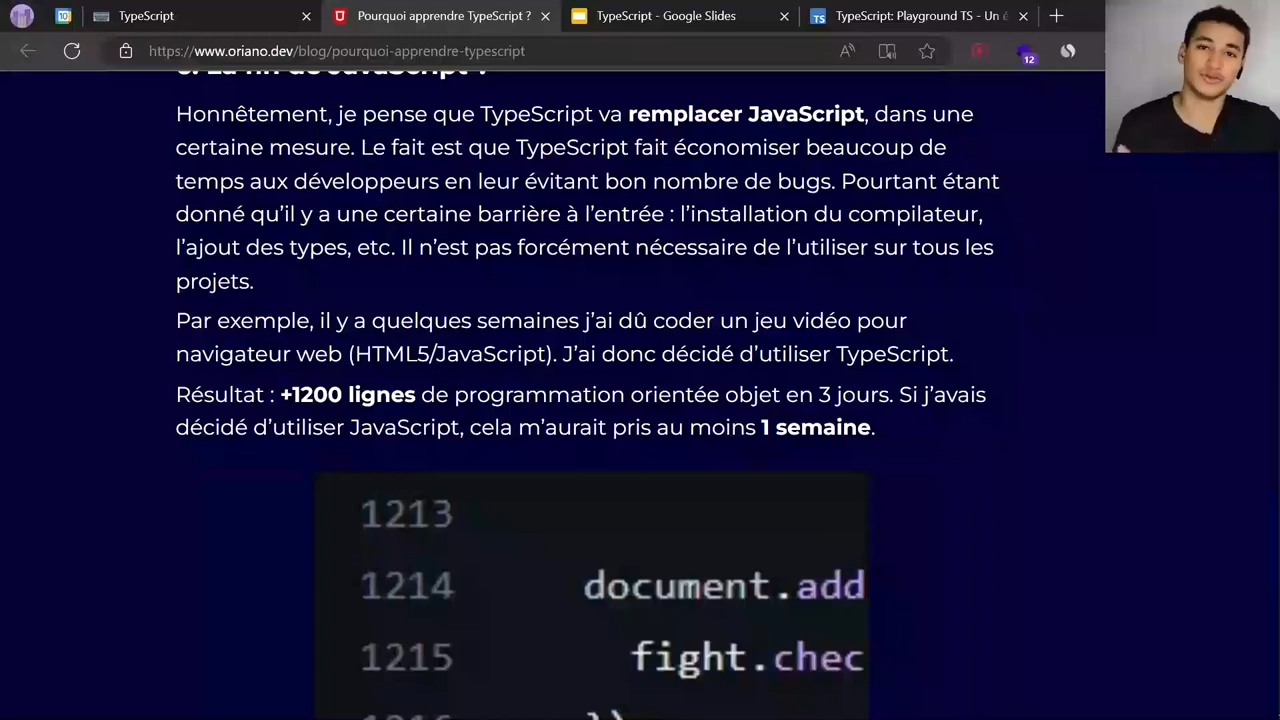 TypeScript
Pourquoi apprendre TypeScript ?
TypeScript - Google Slides
TypeScript: Playground TS - Un é
https://www.oriano.dev/blog/pourquoi-apprendre-typescript
12
Honnêtement, je pense que TypeScript va remplacer JavaScript, dans une
certaine mesure. Le fait est que TypeScript fait économiser beaucoup de
temps aux développeurs en leur évitant bon nombre de bugs. Pourtant étant
donné qu’il y a une certaine barrière à l’entrée : l’installation du compilateur,
l’ajout des types, etc. Il n’est pas forcément nécessaire de l’utiliser sur tous les
projets.
Par exemple, il y a quelques semaines j’ai dû coder un jeu vidéo pour
navigateur web (HTML5/JavaScript). J’ai donc décidé d’utiliser TypeScript.
Résultat : +1200 lignes de programmation orientée objet en 3 jours. Si j’avais
décidé d’utiliser JavaScript, cela m’aurait pris au moins 1 semaine.
1213
1214 document.add
1215 fight.chec